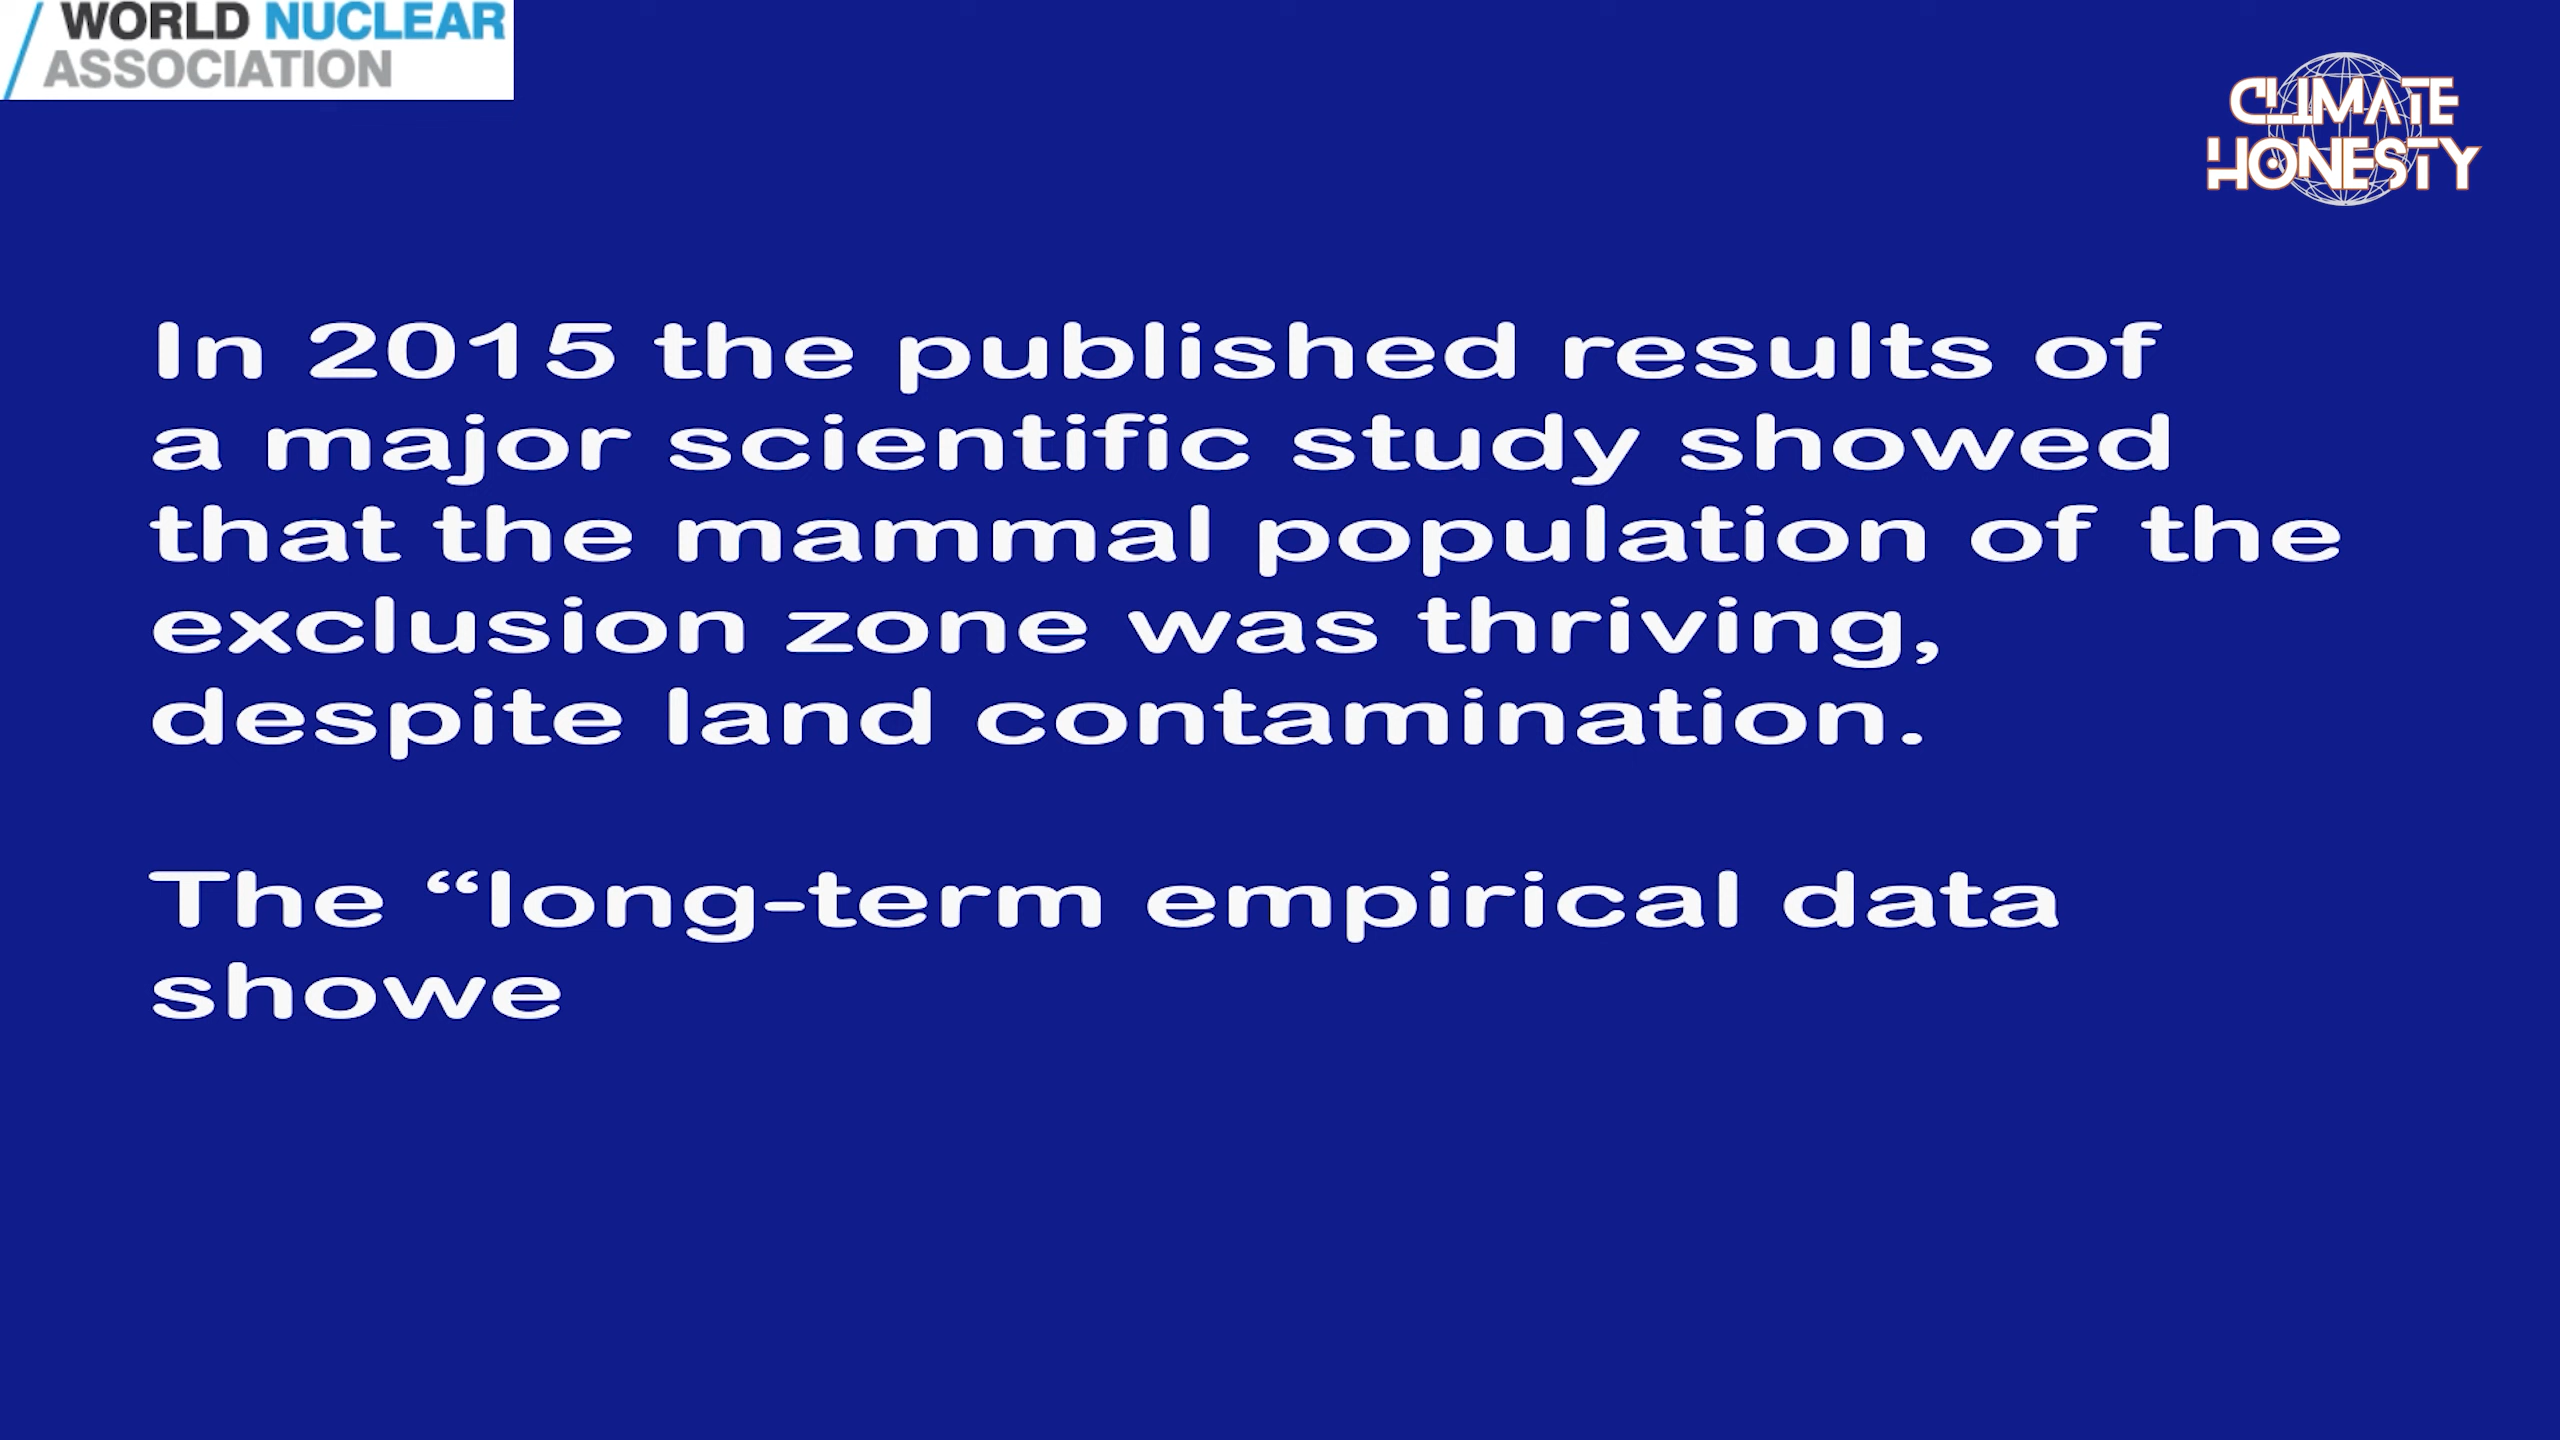 WORLD NUCLEAR
ASSOCIATION
CLIMATE
HONESTY
In 2015 the published results of
a major scientific study showed
that the mammal population of the
exclusion zone was thriving,
despite land contamination.
The “long-term empirical data
showe